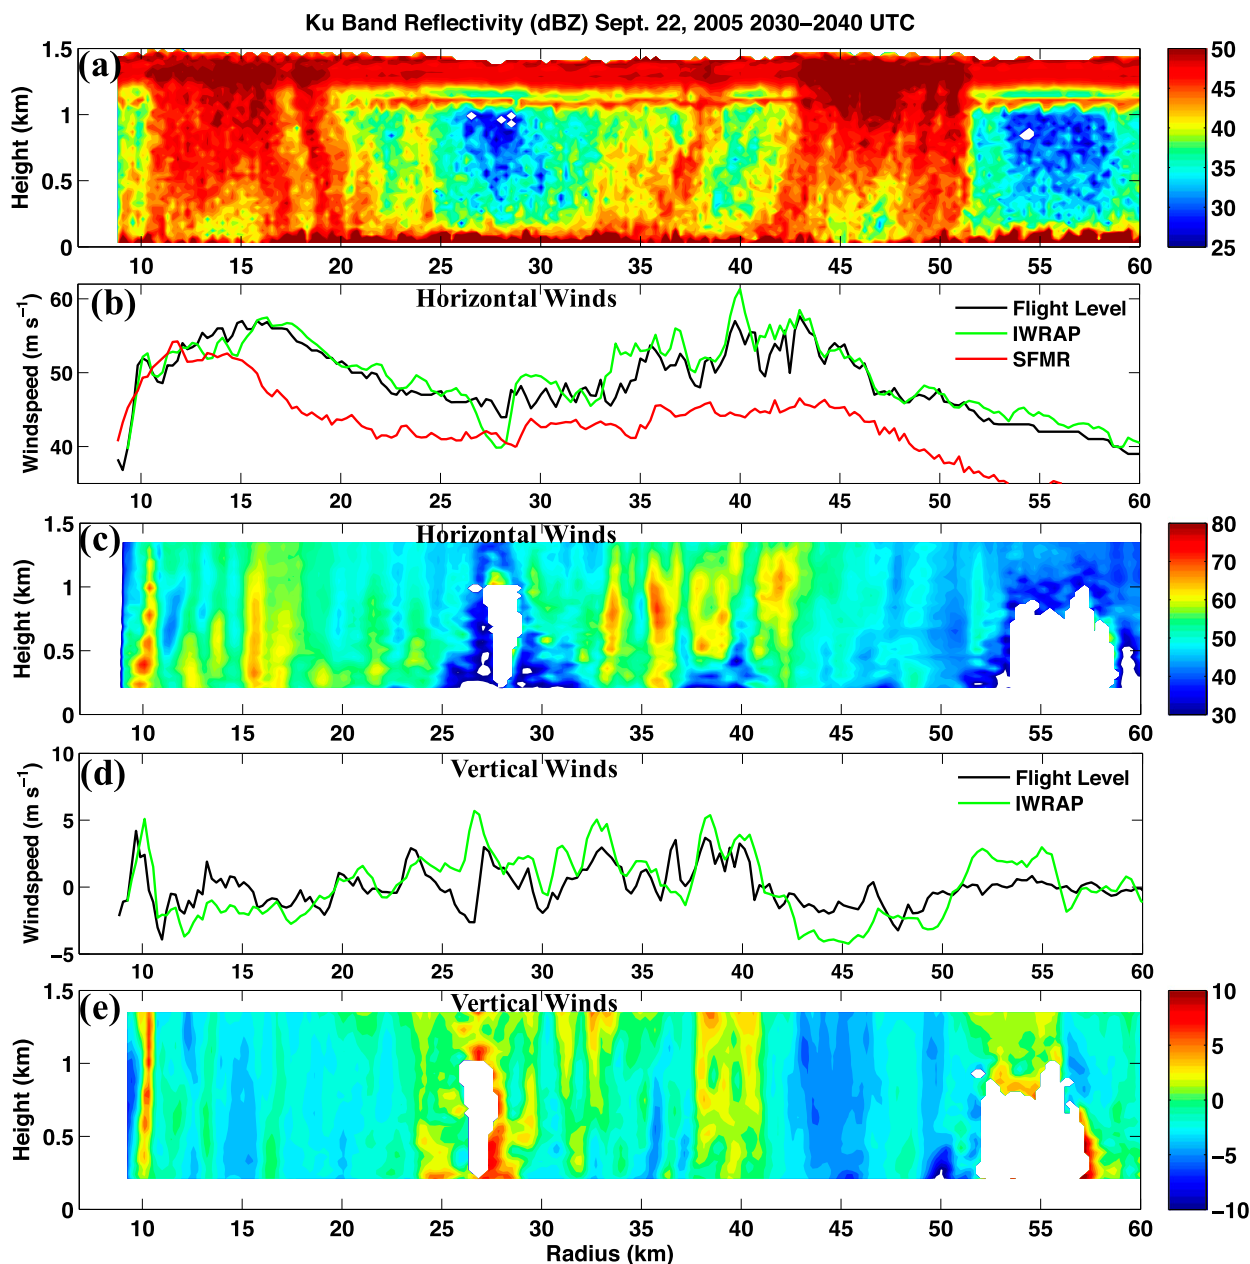 Ku Band Reflectivity (dBZ) Sept. 22, 2005 2030−2040 UTC
(a)
Height (km)
1.5
1
0.5
0
10 15 20 25 30 35 40 45 50 55 60
50
45
40
35
30
25
(b)
Horizontal Winds
Windspeed (m s⁻¹)
60
50
40
Flight Level
IWRAP
SFMR
10 15 20 25 30 35 40 45 50 55 60
(c)
Horizontal Winds
Height (km)
1.5
1
0.5
0
10 15 20 25 30 35 40 45 50 55 60
80
70
60
50
40
30
(d)
Vertical Winds
Windspeed (m s⁻¹)
10
5
0
−5
Flight Level
IWRAP
10 15 20 25 30 35 40 45 50 55 60
(e)
Vertical Winds
Height (km)
1.5
1
0.5
0
10 15 20 25 30 35 40 45 50 55 60
Radius (km)
10
5
0
−5
−10